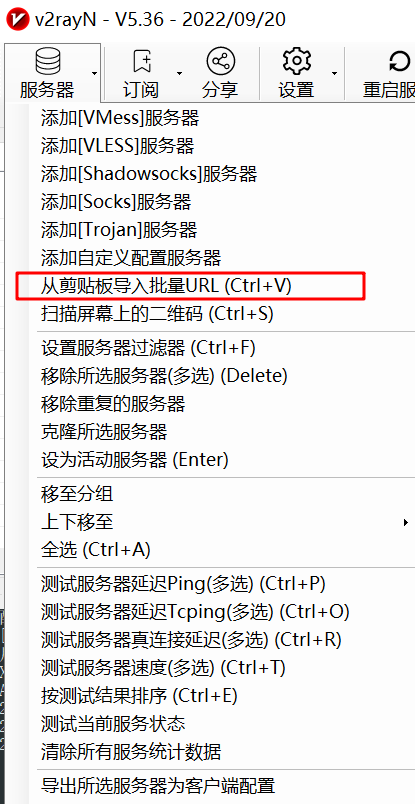 v2rayN - V5.36 - 2022/09/20
服务器 订阅 分享 设置 重启服
添加[VMess]服务器
添加[VLESS]服务器
添加[Shadowsocks]服务器
添加[Socks]服务器
添加[Trojan]服务器
添加自定义配置服务器
从剪贴板导入批量URL (Ctrl+V)
扫描屏幕上的二维码 (Ctrl+S)
设置服务器过滤器 (Ctrl+F)
移除所选服务器(多选) (Delete)
移除重复的服务器
克隆所选服务器
设为活动服务器 (Enter)
移至分组
上下移至
全选 (Ctrl+A)
测试服务器延迟Ping(多选) (Ctrl+P)
测试服务器延迟Tcping(多选) (Ctrl+O)
测试服务器真连接延迟(多选) (Ctrl+R)
测试服务器速度(多选) (Ctrl+T)
按测试结果排序 (Ctrl+E)
测试当前服务状态
清除所有服务统计数据
导出所选服务器为客户端配置